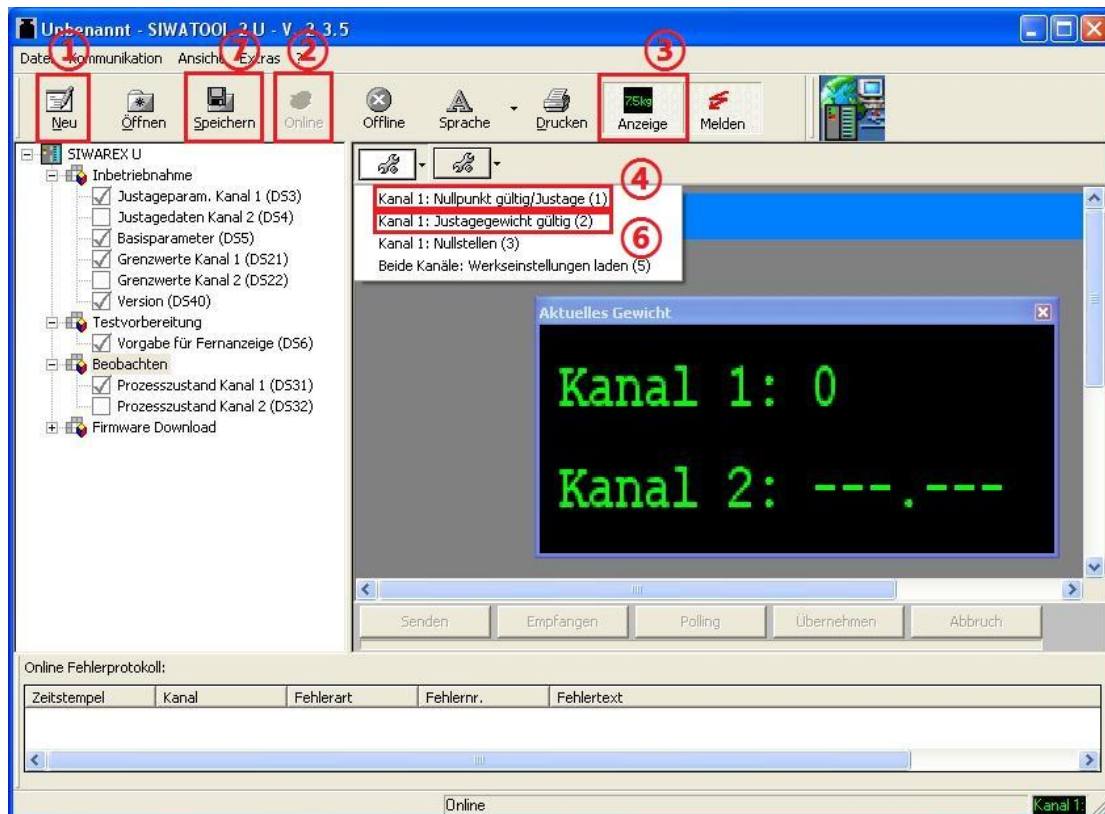 Unbenannt - SIWATOOL 2 U - V. 2.3.5
Kommunikation Extras
① ⑦ ② ③
Neu Öffnen Speichern Online Offline Sprache Drucken 7.5kg Anzeige Melden
SIWAREX U
Inbetriebnahme
Justageparam. Kanal 1 (DS3)
Justagedaten Kanal 2 (DS4)
Basisparameter (DS5)
Grenzwerte Kanal 1 (DS21)
Grenzwerte Kanal 2 (DS22)
Version (DS40)
Testvorbereitung
Vorgabe für Fernanzeige (DS6)
Beobachten
Prozesszustand Kanal 1 (DS31)
Prozesszustand Kanal 2 (DS32)
Firmware Download
④
Kanal 1: Nullpunkt gültig/Justage (1)
Kanal 1: Justagegewicht gültig (2)
⑥
Kanal 1: Nullstellen (3)
Beide Kanäle: Werkseinstellungen laden (5)
Aktuelles Gewicht
Kanal 1: 0
Kanal 2: ---.---
Senden Empfangen Polling Übernehmen Abbruch
Online Fehlerprotokoll:
Zeitstempel Kanal Fehlerart Fehlernr. Fehlertext
Online Kanal 1: